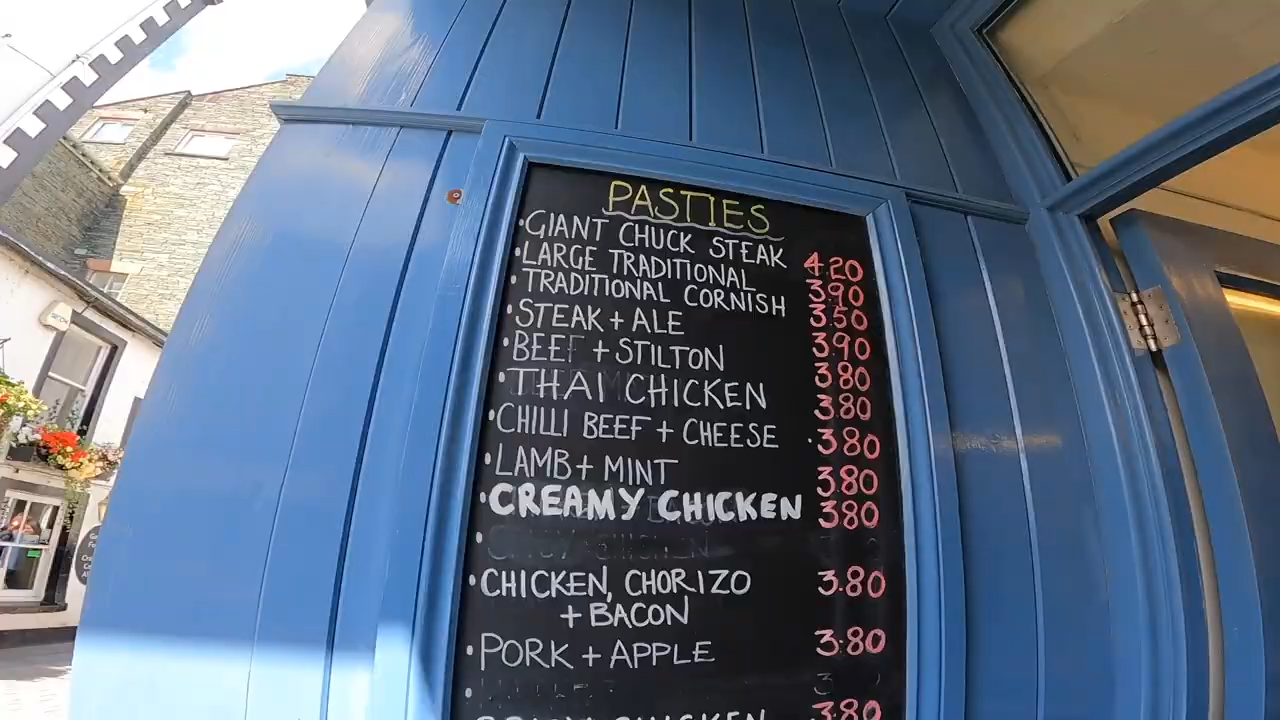 PASTIES
•GIANT CHUCK STEAK 4.20
•LARGE TRADITIONAL 3.90
•TRADITIONAL CORNISH 3.50
•STEAK + ALE 3.90
•BEEF + STILTON 3.80
•THAI CHICKEN 3.80
•CHILLI BEEF + CHEESE 3.80
•LAMB + MINT 3.80
•CREAMY CHICKEN 3.80
•CHICKEN, CHORIZO 3.80
+ BACON
•PORK + APPLE 3.80
CHICKEN 3.80